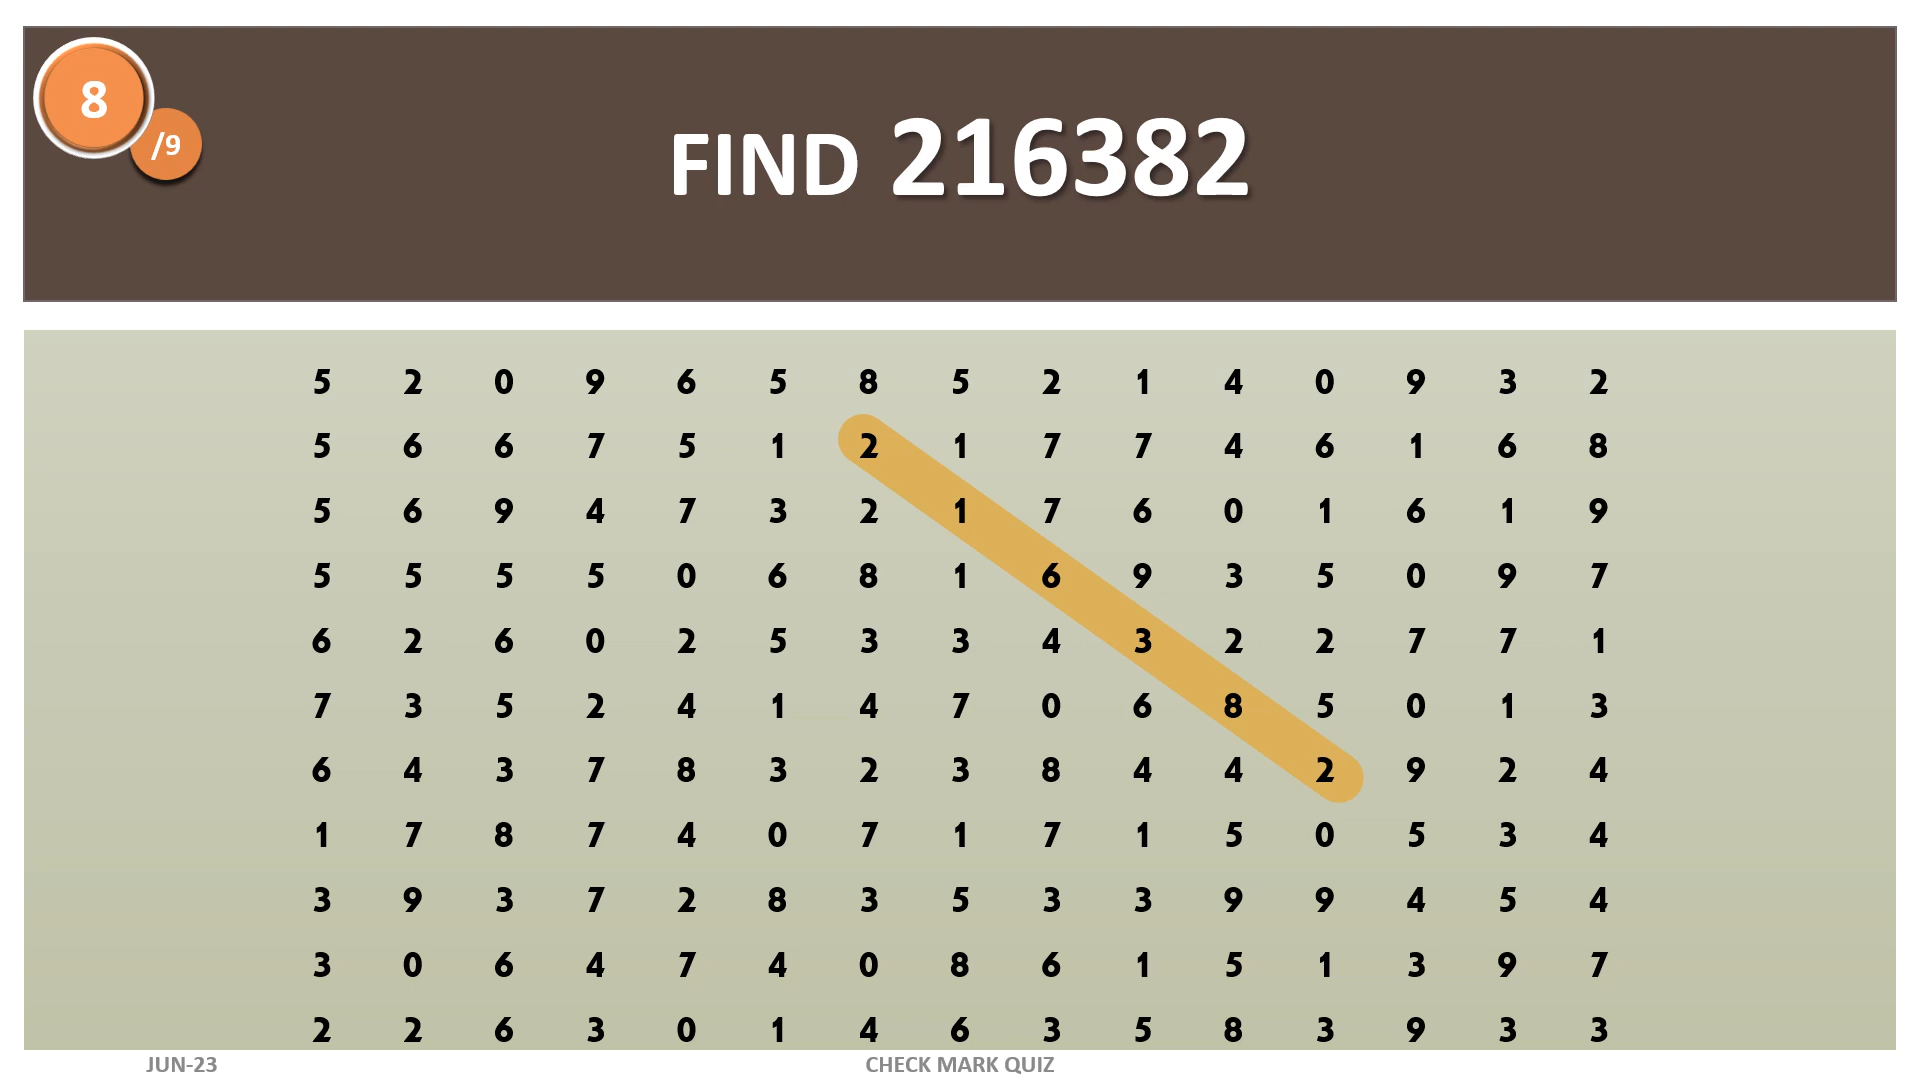 8
/9
FIND 216382
5 2 0 9 6 5 8 5 2 1 4 0 9 3 2
5 6 6 7 5 1 2 1 7 7 4 6 1 6 8
5 6 9 4 7 3 2 1 7 6 0 1 6 1 9
5 5 5 5 0 6 8 1 6 9 3 5 0 9 7
6 2 6 0 2 5 3 3 4 3 2 2 7 7 1
7 3 5 2 4 1 4 7 0 6 8 5 0 1 3
6 4 3 7 8 3 2 3 8 4 4 2 9 2 4
1 7 8 7 4 0 7 1 7 1 5 0 5 3 4
3 9 3 7 2 8 3 5 3 3 9 9 4 5 4
3 0 6 4 7 4 0 8 6 1 5 1 3 9 7
2 2 6 3 0 1 4 6 3 5 8 3 9 3 3
JUN-23
CHECK MARK QUIZ